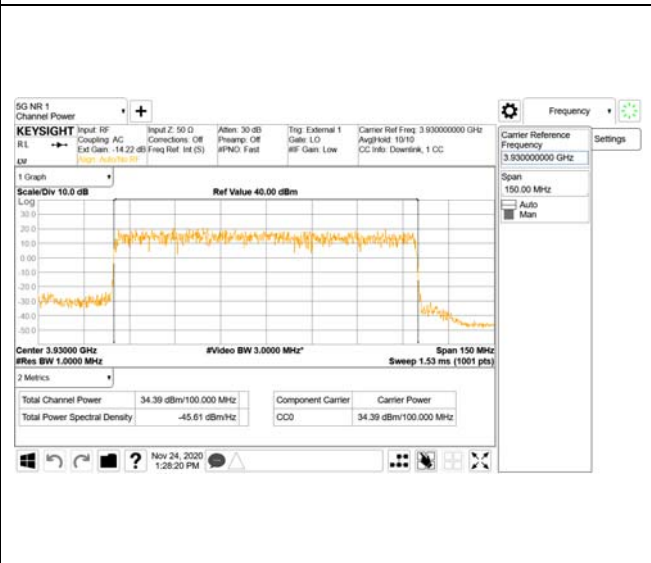 5G NR 1
Channel Power
Frequency
KEYSIGHT
Input: RF
Input Z: 50 Ω
Atten: 30 dB
Trig: External 1
Carrier Ref Freq: 3.930000000 GHz
RL
Coupling: AC
Corrections: Off
Preamp: Off
Gate: LO
Avg|Hold: 10/10
Ext Gain: -14.22 dB
Freq Ref: Int (S)
#PNO: Fast
#IF Gain: Low
CC Info: Downlink, 1 CC
Align: Auto/No RF
Carrier Reference
Frequency
3.930000000 GHz
Settings
Span
150.00 MHz
Auto
Man
1 Graph
Scale/Div 10.0 dB
Ref Value 40.00 dBm
Log
30.0
20.0
10.0
0.00
-10.0
-20.0
-30.0
-40.0
-50.0
Center 3.93000 GHz
#Video BW 3.0000 MHz*
Span 150 MHz
#Res BW 1.0000 MHz
Sweep 1.53 ms (1001 pts)
2 Metrics
Total Channel Power
34.39 dBm/100.000 MHz
Total Power Spectral Density
-45.61 dBm/Hz
Component Carrier
Carrier Power
CC0
34.39 dBm/100.000 MHz
?
Nov 24, 2020
1:28:20 PM